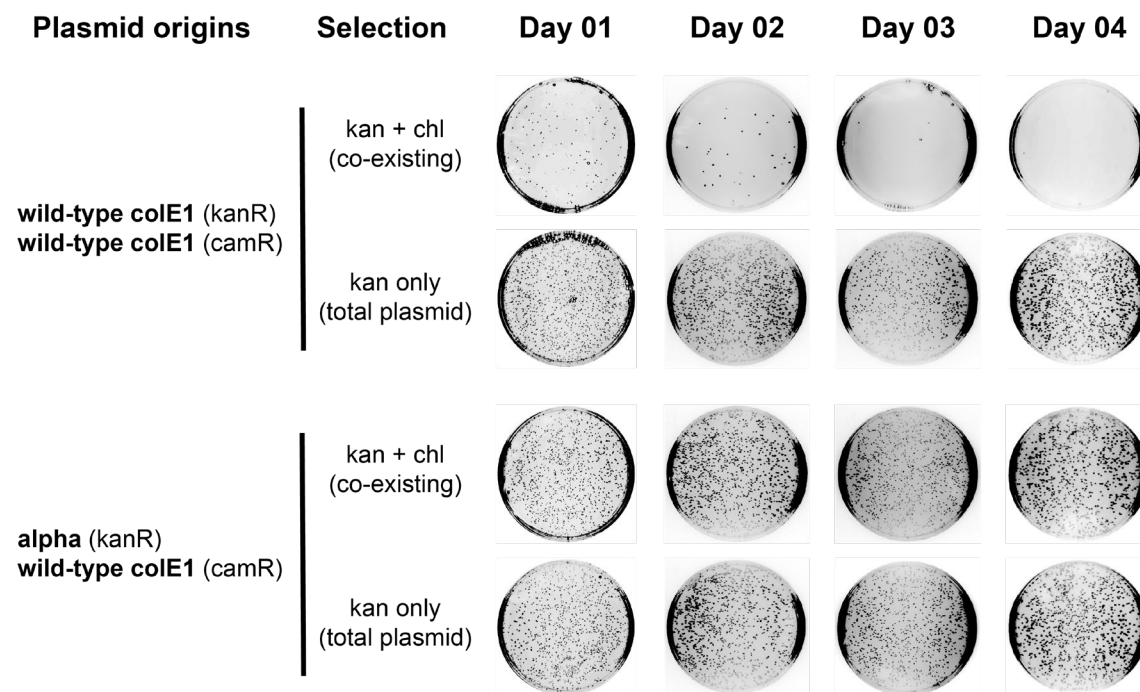 Plasmid origins Selection Day 01 Day 02 Day 03 Day 04
kan + chl
(co-existing)
wild-type colE1 (kanR)
wild-type colE1 (camR)
kan only
(total plasmid)
kan + chl
(co-existing)
alpha (kanR)
wild-type colE1 (camR)
kan only
(total plasmid)